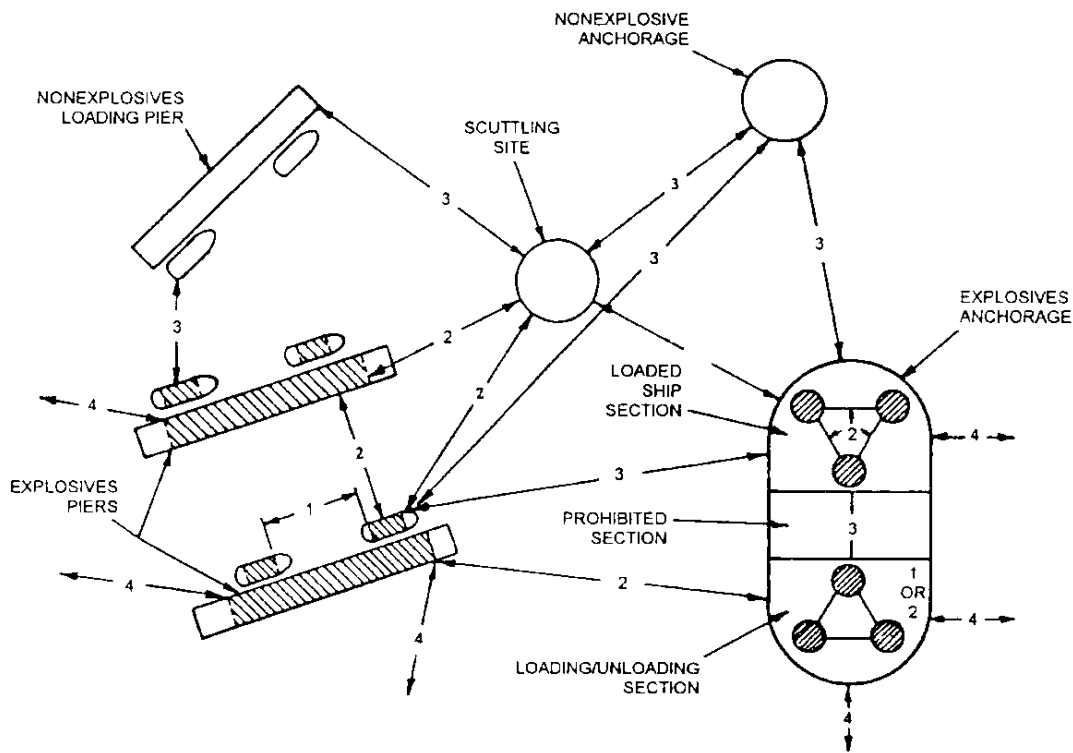 NONEXPLOSIVE
ANCHORAGE
NONEXPLOSIVES
LOADING PIER
SCUTTLING
SITE
3
3
3
3
3
EXPLOSIVES
ANCHORAGE
2
LOADED
SHIP
SECTION
2
4
4
2
2
3
EXPLOSIVES
PIERS
1
PROHIBITED
SECTION
3
4
2
1
OR
2
4
4
LOADING/UNLOADING
SECTION
4